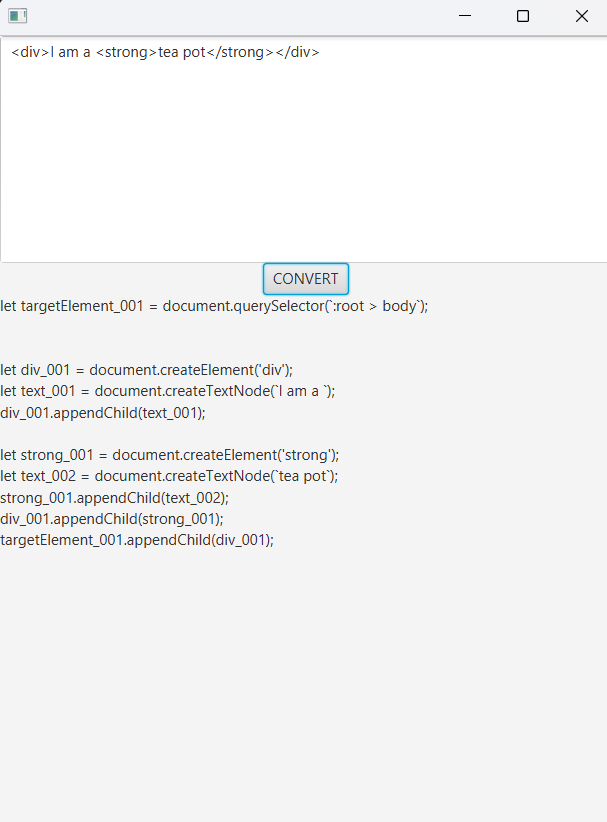 <div>I am a <strong>tea pot</strong></div>
CONVERT
let targetElement_001 = document.querySelector(`:root > body`);
let div_001 = document.createElement('div');
let text_001 = document.createTextNode(`I am a `);
div_001.appendChild(text_001);
let strong_001 = document.createElement('strong');
let text_002 = document.createTextNode(`tea pot`);
strong_001.appendChild(text_002);
div_001.appendChild(strong_001);
targetElement_001.appendChild(div_001);